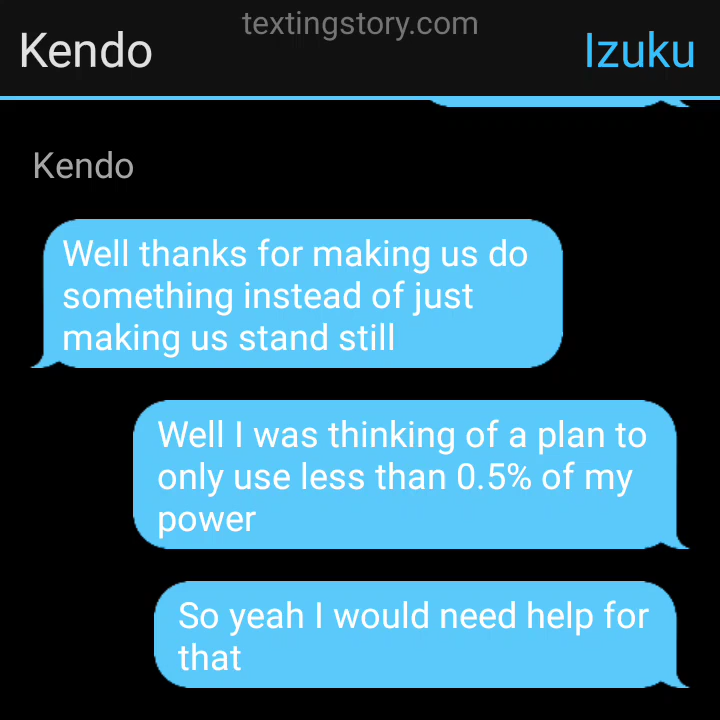 textingstory.com
Kendo
Izuku
Kendo
Well thanks for making us do
something instead of just
making us stand still
Well I was thinking of a plan to
only use less than 0.5% of my
power
So yeah I would need help for
that